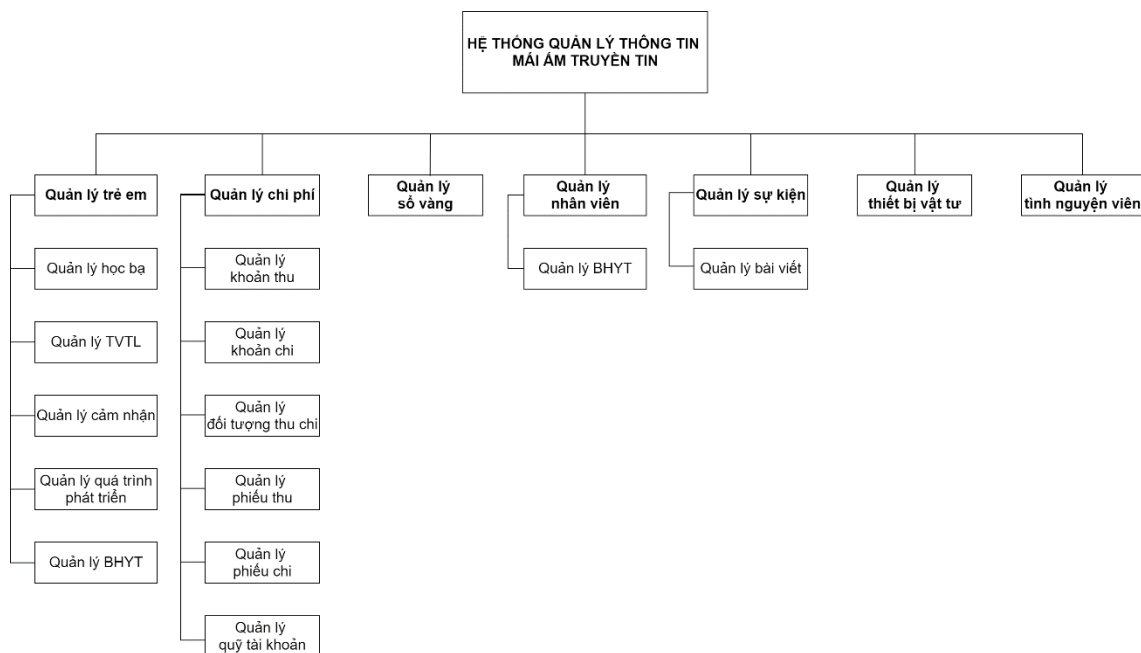 HỆ THỐNG QUẢN LÝ THÔNG TIN
MÁI ẤM TRUYỀN TIN
Quản lý trẻ em
Quản lý học bạ
Quản lý TVTL
Quản lý cảm nhận
Quản lý quá trình
phát triển
Quản lý BHYT
Quản lý chi phí
Quản lý
khoản thu
Quản lý
khoản chi
Quản lý
đối tượng thu chi
Quản lý
phiếu thu
Quản lý
phiếu chi
Quản lý
quỹ tài khoản
Quản lý
sổ vàng
Quản lý
nhân viên
Quản lý BHYT
Quản lý sự kiện
Quản lý bài viết
Quản lý
thiết bị vật tư
Quản lý
tình nguyện viên